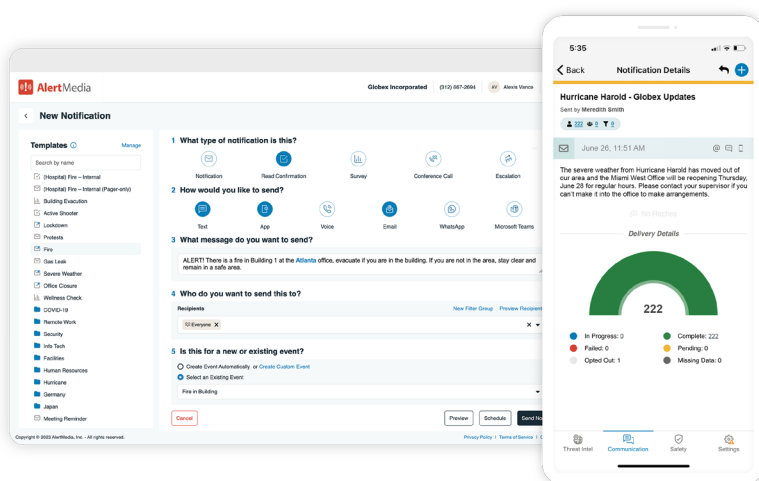 AlertMedia
Globex Incorporated (312) 667-2694 AV Alexis Vance
New Notification
Templates
Manage
Search by name
(Hospital) Fire – Internal
(Hospital) Fire – Internal (Pager-only)
Building Evacution
Active Shooter
Lockdown
Protests
Fire
Gas Leak
Severe Weather
Office Closure
Wellness Check
COVID-19
Remote Work
Security
Info Tech
Facilities
Human Resources
Hurricane
Germany
Japan
Meeting Reminder
1 What type of notification is this?
Notification Read Confirmation Survey Conference Call Escalation
2 How would you like to send?
Text App Voice Email WhatsApp Microsoft Teams
3 What message do you want to send?
ALERT! There is a fire in Building 1 at the Atlanta office, evacuate if you are in the building. If you are not in the area, stay clear and
remain in a safe area.
4 Who do you want to send this to?
Recipients New Filter Group Preview Recipient
Everyone X
5 Is this for a new or existing event?
Create Event Automatically or Create Custom Event
Select an Existing Event
Fire in Building
Cancel Preview Schedule Send No
Copyright © 2023 AlertMedia, Inc. - All rights reserved.
Privacy Policy | Terms of Service |
5:35
Back Notification Details
Hurricane Harold - Globex Updates
Sent by Meredith Smith
222 0 0
June 26, 11:51 AM
The severe weather from Hurricane Harold has moved out of
our area and the Miami West Office will be reopening Thursday,
June 28 for regular hours. Please contact your supervisor if you
can't make it into the office to make arrangements.
No Replies
Delivery Details
222
In Progress: 0 Complete: 222
Failed: 0 Pending: 0
Opted Out: 1 Missing Data: 0
Threat Intel Communication Safety Settings